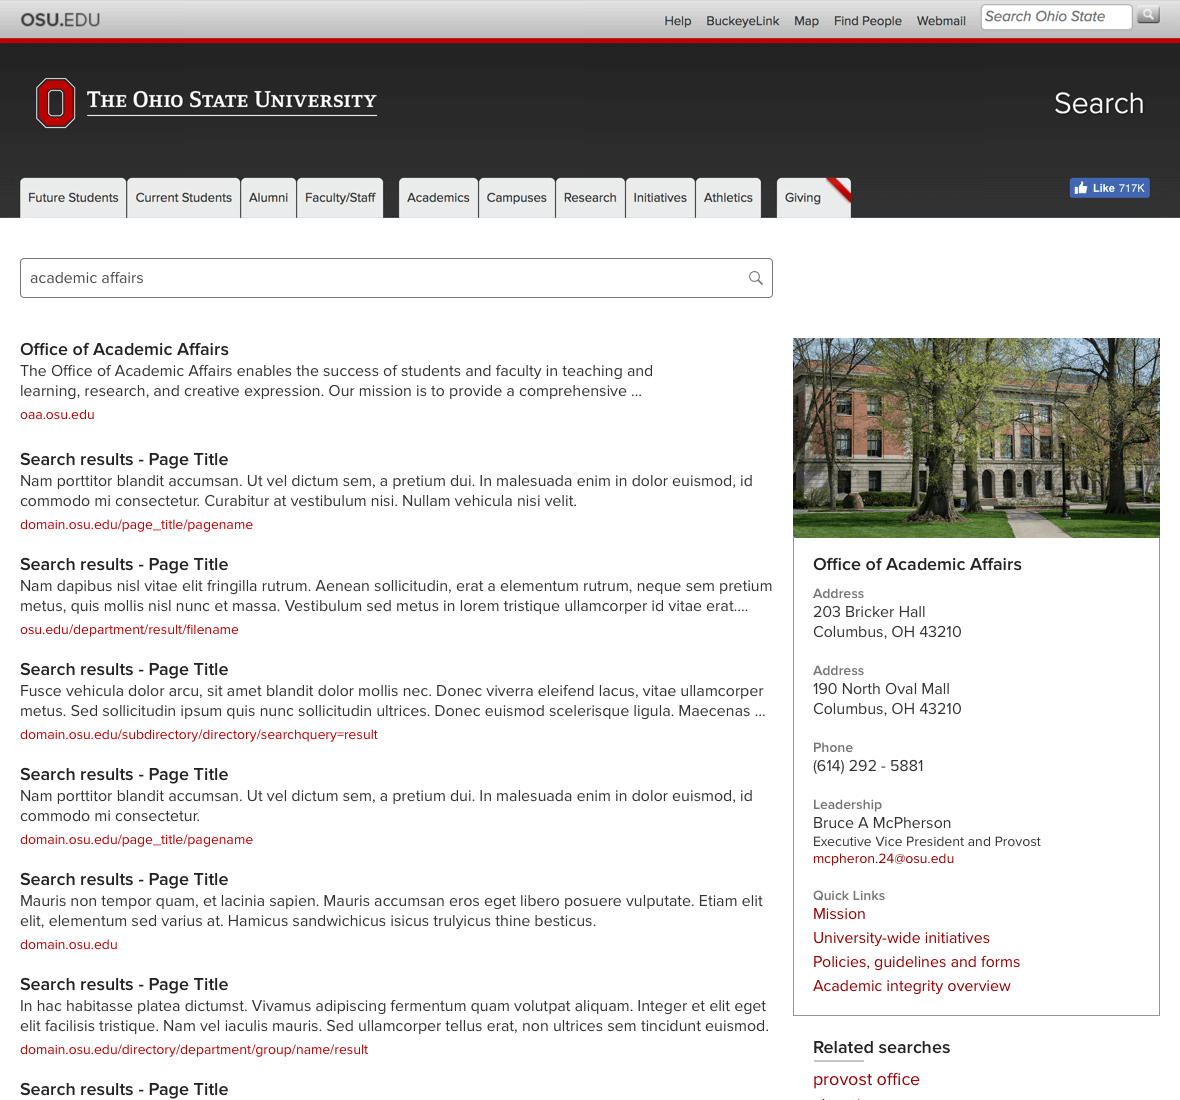 OSU.EDU
Help BuckeyeLink Map Find People Webmail Search Ohio State
THE OHIO STATE UNIVERSITY
Search
Future Students Current Students Alumni Faculty/Staff Academics Campuses Research Initiatives Athletics Giving
Like 717K
academic affairs
Office of Academic Affairs
The Office of Academic Affairs enables the success of students and faculty in teaching and
learning, research, and creative expression. Our mission is to provide a comprehensive ...
oaa.osu.edu
Search results - Page Title
Nam porttitor blandit accumsan. Ut vel dictum sem, a pretium dui. In malesuada enim in dolor euismod, id
commodo mi consectetur. Curabitur at vestibulum nisi. Nullam vehicula nisi velit.
domain.osu.edu/page_title/pagename
Search results - Page Title
Nam dapibus nisl vitae elit fringilla rutrum. Aenean sollicitudin, erat a elementum rutrum, neque sem pretium
metus, quis mollis nisl nunc et massa. Vestibulum sed metus in lorem tristique ullamcorper id vitae erat....
osu.edu/department/result/filename
Search results - Page Title
Fusce vehicula dolor arcu, sit amet blandit dolor mollis nec. Donec viverra eleifend lacus, vitae ullamcorper
metus. Sed sollicitudin ipsum quis nunc sollicitudin ultrices. Donec euismod scelerisque ligula. Maecenas ...
domain.osu.edu/subdirectory/directory/searchquery=result
Search results - Page Title
Nam porttitor blandit accumsan. Ut vel dictum sem, a pretium dui. In malesuada enim in dolor euismod, id
commodo mi consectetur.
domain.osu.edu/page_title/pagename
Search results - Page Title
Mauris non tempor quam, et lacinia sapien. Mauris accumsan eros eget libero posuere vulputate. Etiam elit
elit, elementum sed varius at. Hamicus sandwichicus isicus trulyicus thine besticus.
domain.osu.edu
Search results - Page Title
In hac habitasse platea dictumst. Vivamus adipiscing fermentum quam volutpat aliquam. Integer et elit eget
elit facilisis tristique. Nam vel iaculis mauris. Sed ullamcorper tellus erat, non ultrices sem tincidunt euismod.
domain.osu.edu/directory/department/group/name/result
Search results - Page Title
Office of Academic Affairs
Address
203 Bricker Hall
Columbus, OH 43210
Address
190 North Oval Mall
Columbus, OH 43210
Phone
(614) 292 - 5881
Leadership
Bruce A McPherson
Executive Vice President and Provost
mcpheron.24@osu.edu
Quick Links
Mission
University-wide initiatives
Policies, guidelines and forms
Academic integrity overview
Related searches
provost office